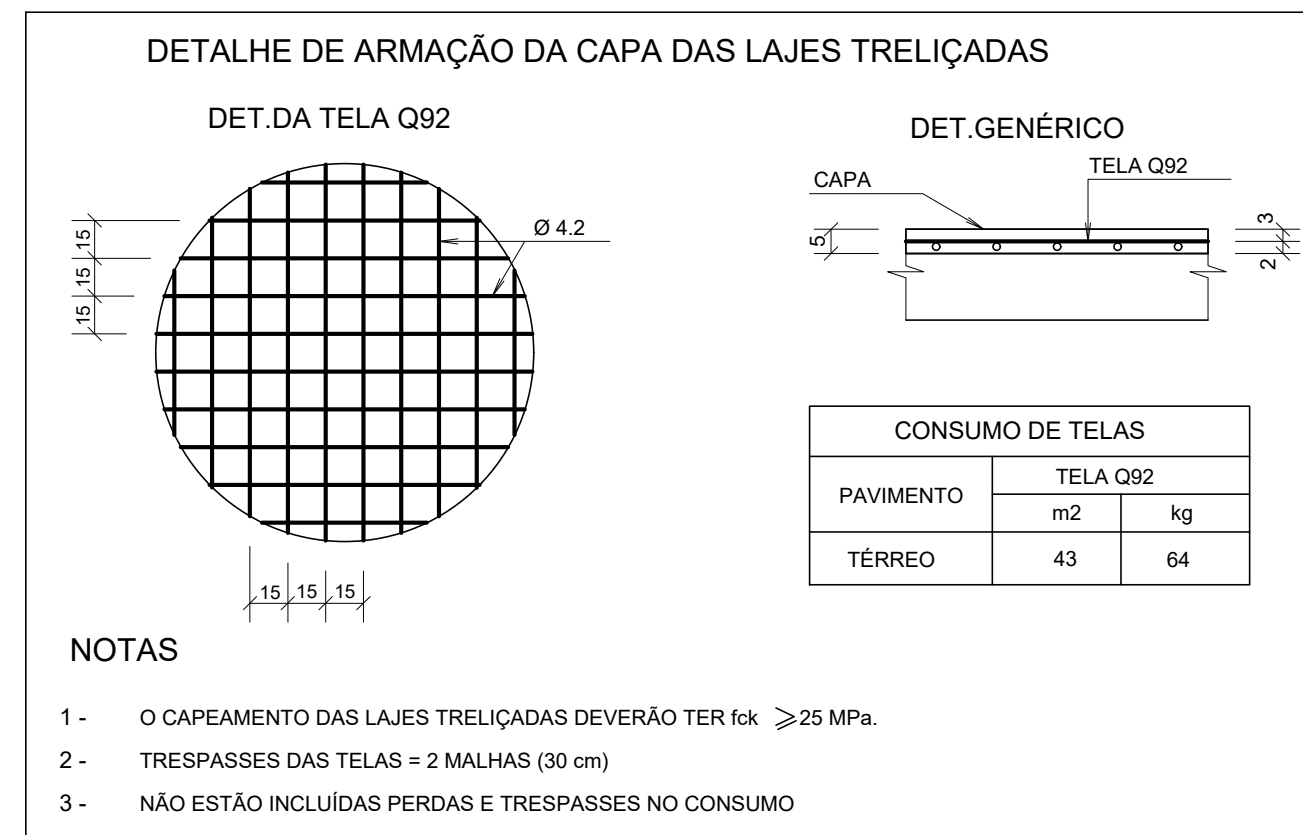 DETALHE DE ARMAÇÃO DA CAPA DAS LAJES TRELIÇADAS
DET.DA TELA Q92
15
15
15
Ø 4.2
15 15 15
DET.GENÉRICO
CAPA
TELA Q92
5
3
2
CONSUMO DE TELAS
PAVIMENTO
TELA Q92
m2 kg
TÉRREO 43 64
NOTAS
1 - O CAPEAMENTO DAS LAJES TRELIÇADAS DEVERÃO TER fck ⩾25 MPa.
2 - TRESPASSES DAS TELAS = 2 MALHAS (30 cm)
3 - NÃO ESTÃO INCLUÍDAS PERDAS E TRESPASSES NO CONSUMO